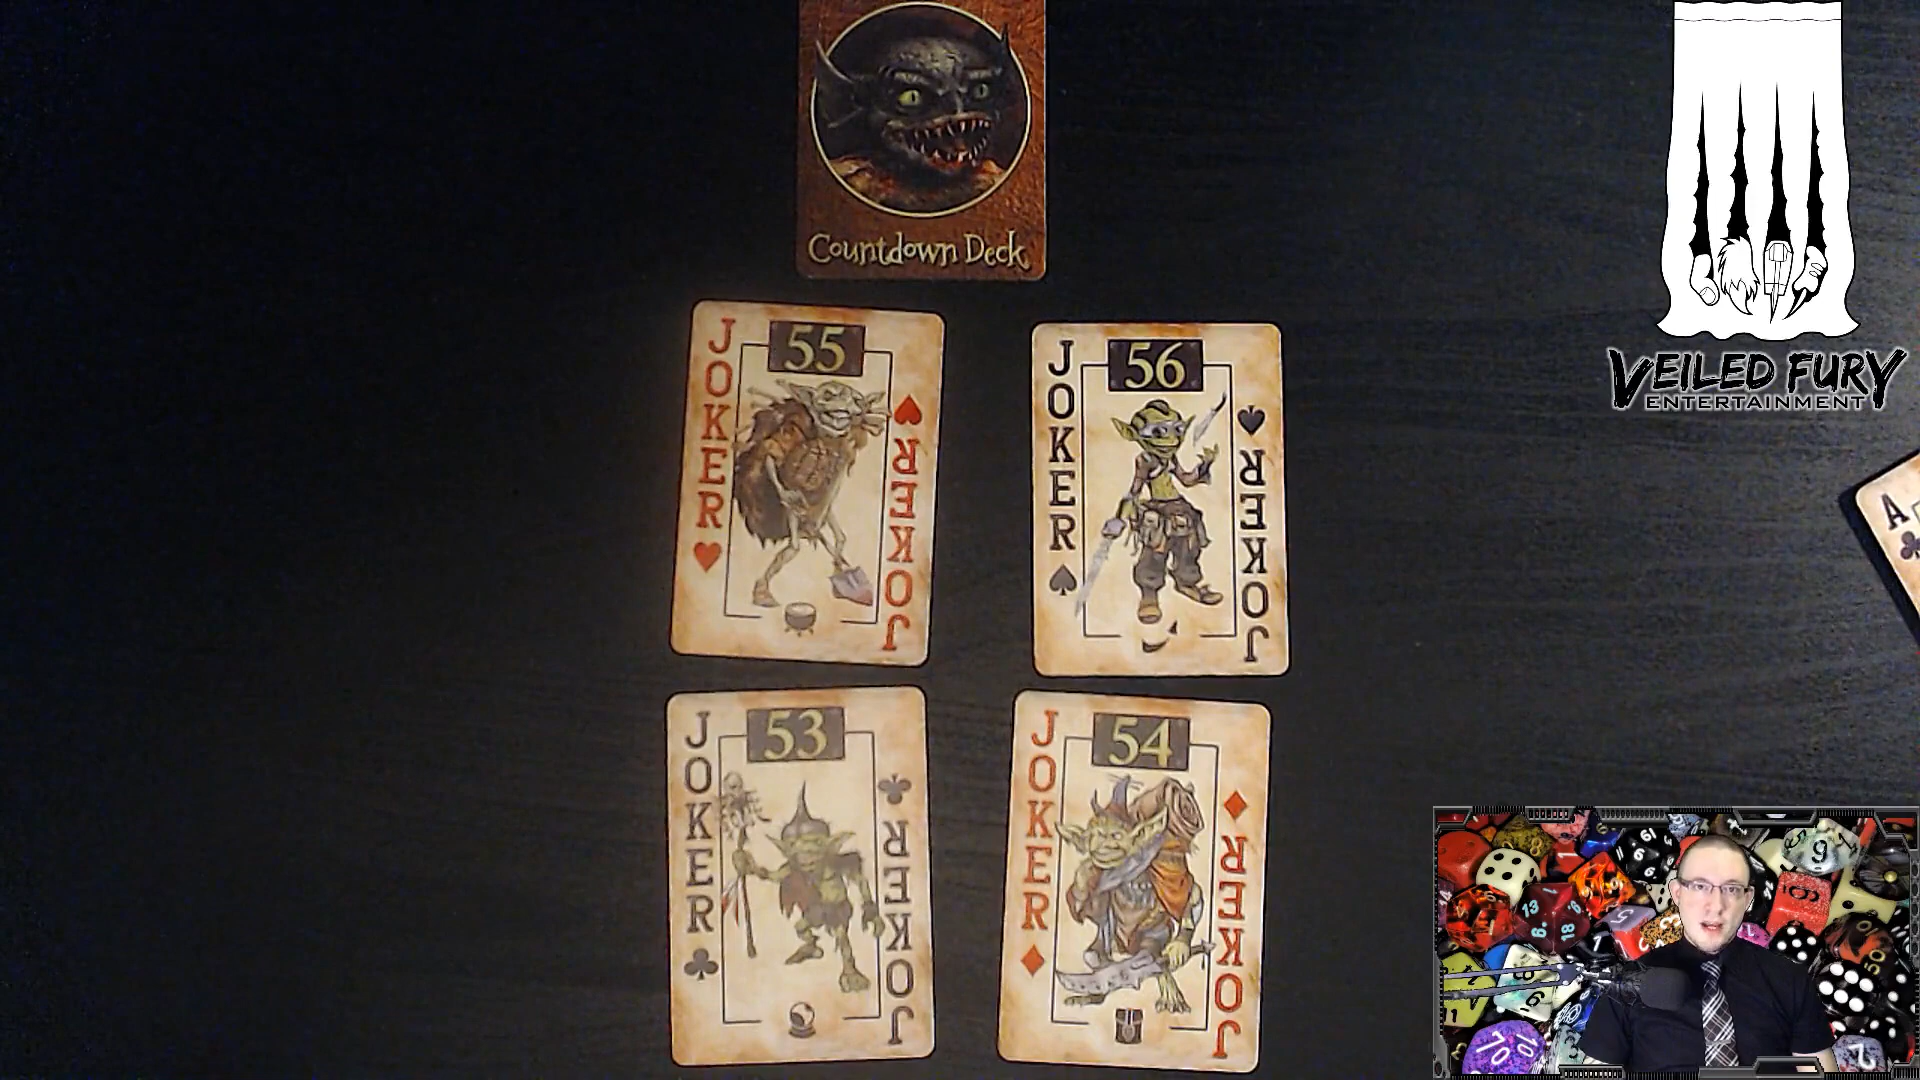 Countdown Deck
VEILED FURY
ENTERTAINMENT
JOKER
55
JOKER
JOKER
56
JOKER
A
JOKER
53
JOKER
JOKER
54
JOKER